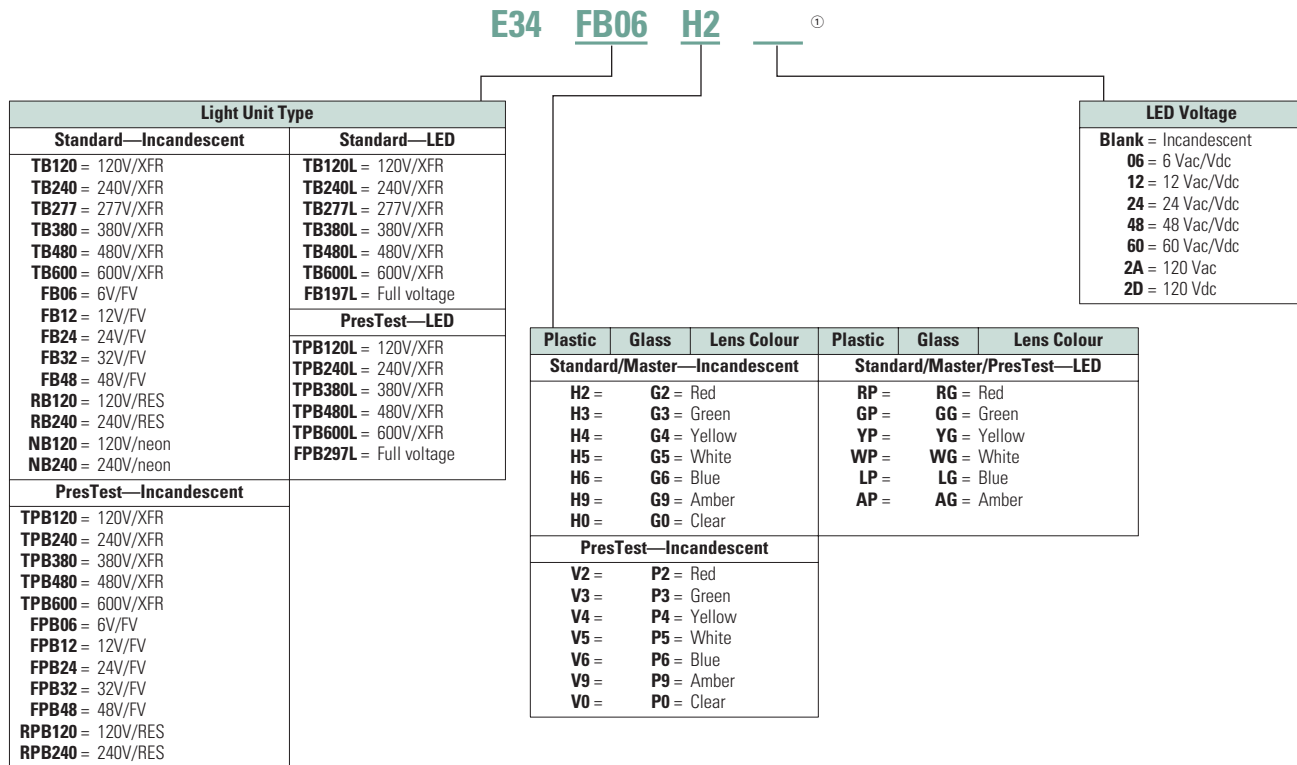 E34 FB06 H2 ①
Light Unit Type
Standard—Incandescent
TB120 = 120V/XFR
TB240 = 240V/XFR
TB277 = 277V/XFR
TB380 = 380V/XFR
TB480 = 480V/XFR
TB600 = 600V/XFR
FB06 = 6V/FV
FB12 = 12V/FV
FB24 = 24V/FV
FB32 = 32V/FV
FB48 = 48V/FV
RB120 = 120V/RES
RB240 = 240V/RES
NB120 = 120V/neon
NB240 = 240V/neon
PresTest—Incandescent
TPB120 = 120V/XFR
TPB240 = 240V/XFR
TPB380 = 380V/XFR
TPB480 = 480V/XFR
TPB600 = 600V/XFR
FPB06 = 6V/FV
FPB12 = 12V/FV
FPB24 = 24V/FV
FPB32 = 32V/FV
FPB48 = 48V/FV
RPB120 = 120V/RES
RPB240 = 240V/RES
Standard—LED
TB120L = 120V/XFR
TB240L = 240V/XFR
TB277L = 277V/XFR
TB380L = 380V/XFR
TB480L = 480V/XFR
TB600L = 600V/XFR
FB197L = Full voltage
PresTest—LED
TPB120L = 120V/XFR
TPB240L = 240V/XFR
TPB380L = 380V/XFR
TPB480L = 480V/XFR
TPB600L = 600V/XFR
FPB297L = Full voltage
Plastic Glass Lens Colour
Standard/Master—Incandescent
H2 = G2 = Red
H3 = G3 = Green
H4 = G4 = Yellow
H5 = G5 = White
H6 = G6 = Blue
H9 = G9 = Amber
H0 = G0 = Clear
PresTest—Incandescent
V2 = P2 = Red
V3 = P3 = Green
V4 = P4 = Yellow
V5 = P5 = White
V6 = P6 = Blue
V9 = P9 = Amber
V0 = P0 = Clear
Plastic Glass Lens Colour
Standard/Master/PresTest—LED
RP = RG = Red
GP = GG = Green
YP = YG = Yellow
WP = WG = White
LP = LG = Blue
AP = AG = Amber
LED Voltage
Blank = Incandescent
06 = 6 Vac/Vdc
12 = 12 Vac/Vdc
24 = 24 Vac/Vdc
48 = 48 Vac/Vdc
60 = 60 Vac/Vdc
2A = 120 Vac
2D = 120 Vdc